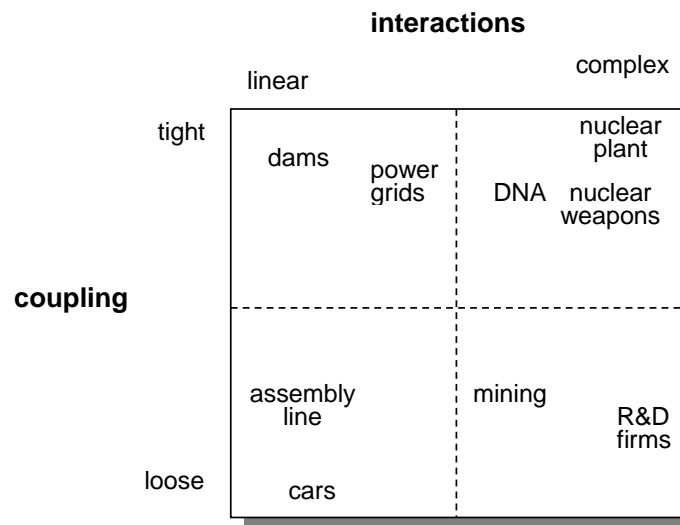 interactions
linear
complex
tight
dams
power
grids
nuclear
plant
DNA
nuclear
weapons
coupling
assembly
line
mining
R&D
firms
loose
cars